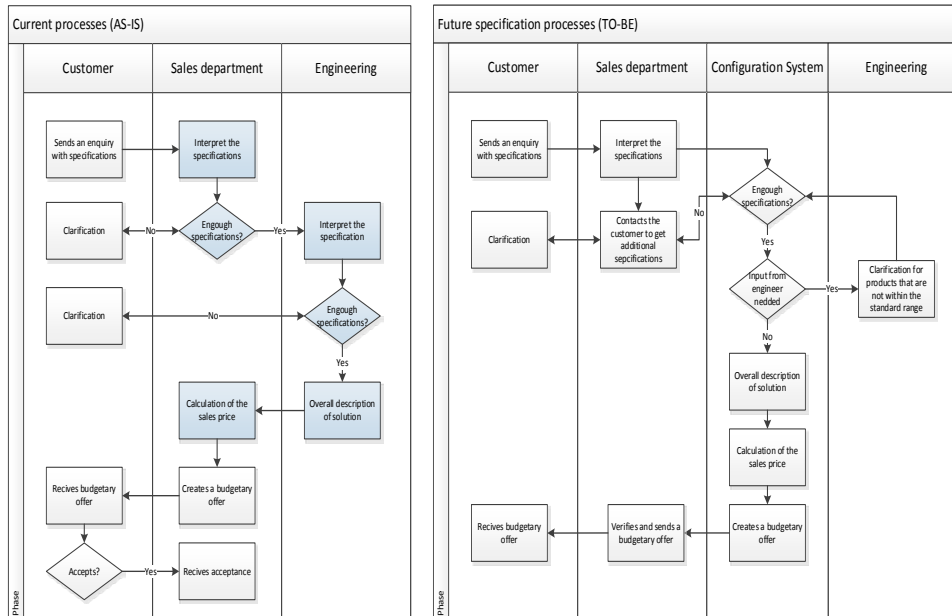 Current processes (AS-IS)
Customer
Sales department
Engineering
Sends an enquiry
with specifications
Interpret the
specifications
Clarification
No
Engough
specifications?
Yes
Interpret the
specification
Clarification
No
Engough
specifications?
Yes
Calculation of the
sales price
Overall description
of solution
Recives budgetary
offer
Creates a budgetary
offer
Accepts?
Yes
Recives acceptance
Phase
Future specification processes (TO-BE)
Customer
Sales department
Configuration System
Engineering
Sends an enquiry
with specifications
Interpret the
specifications
Engough
specifications?
No
Clarification
Contacts the
customer to get
additional
sepcifications
Yes
Input from
engineer
nedded
Yes
Clarification for
products that are
not within the
standard range
No
Overall description
of solution
Calculation of the
sales price
Recives budgetary
offer
Verifies and sends a
budgetary offer
Creates a budgetary
offer
Phase